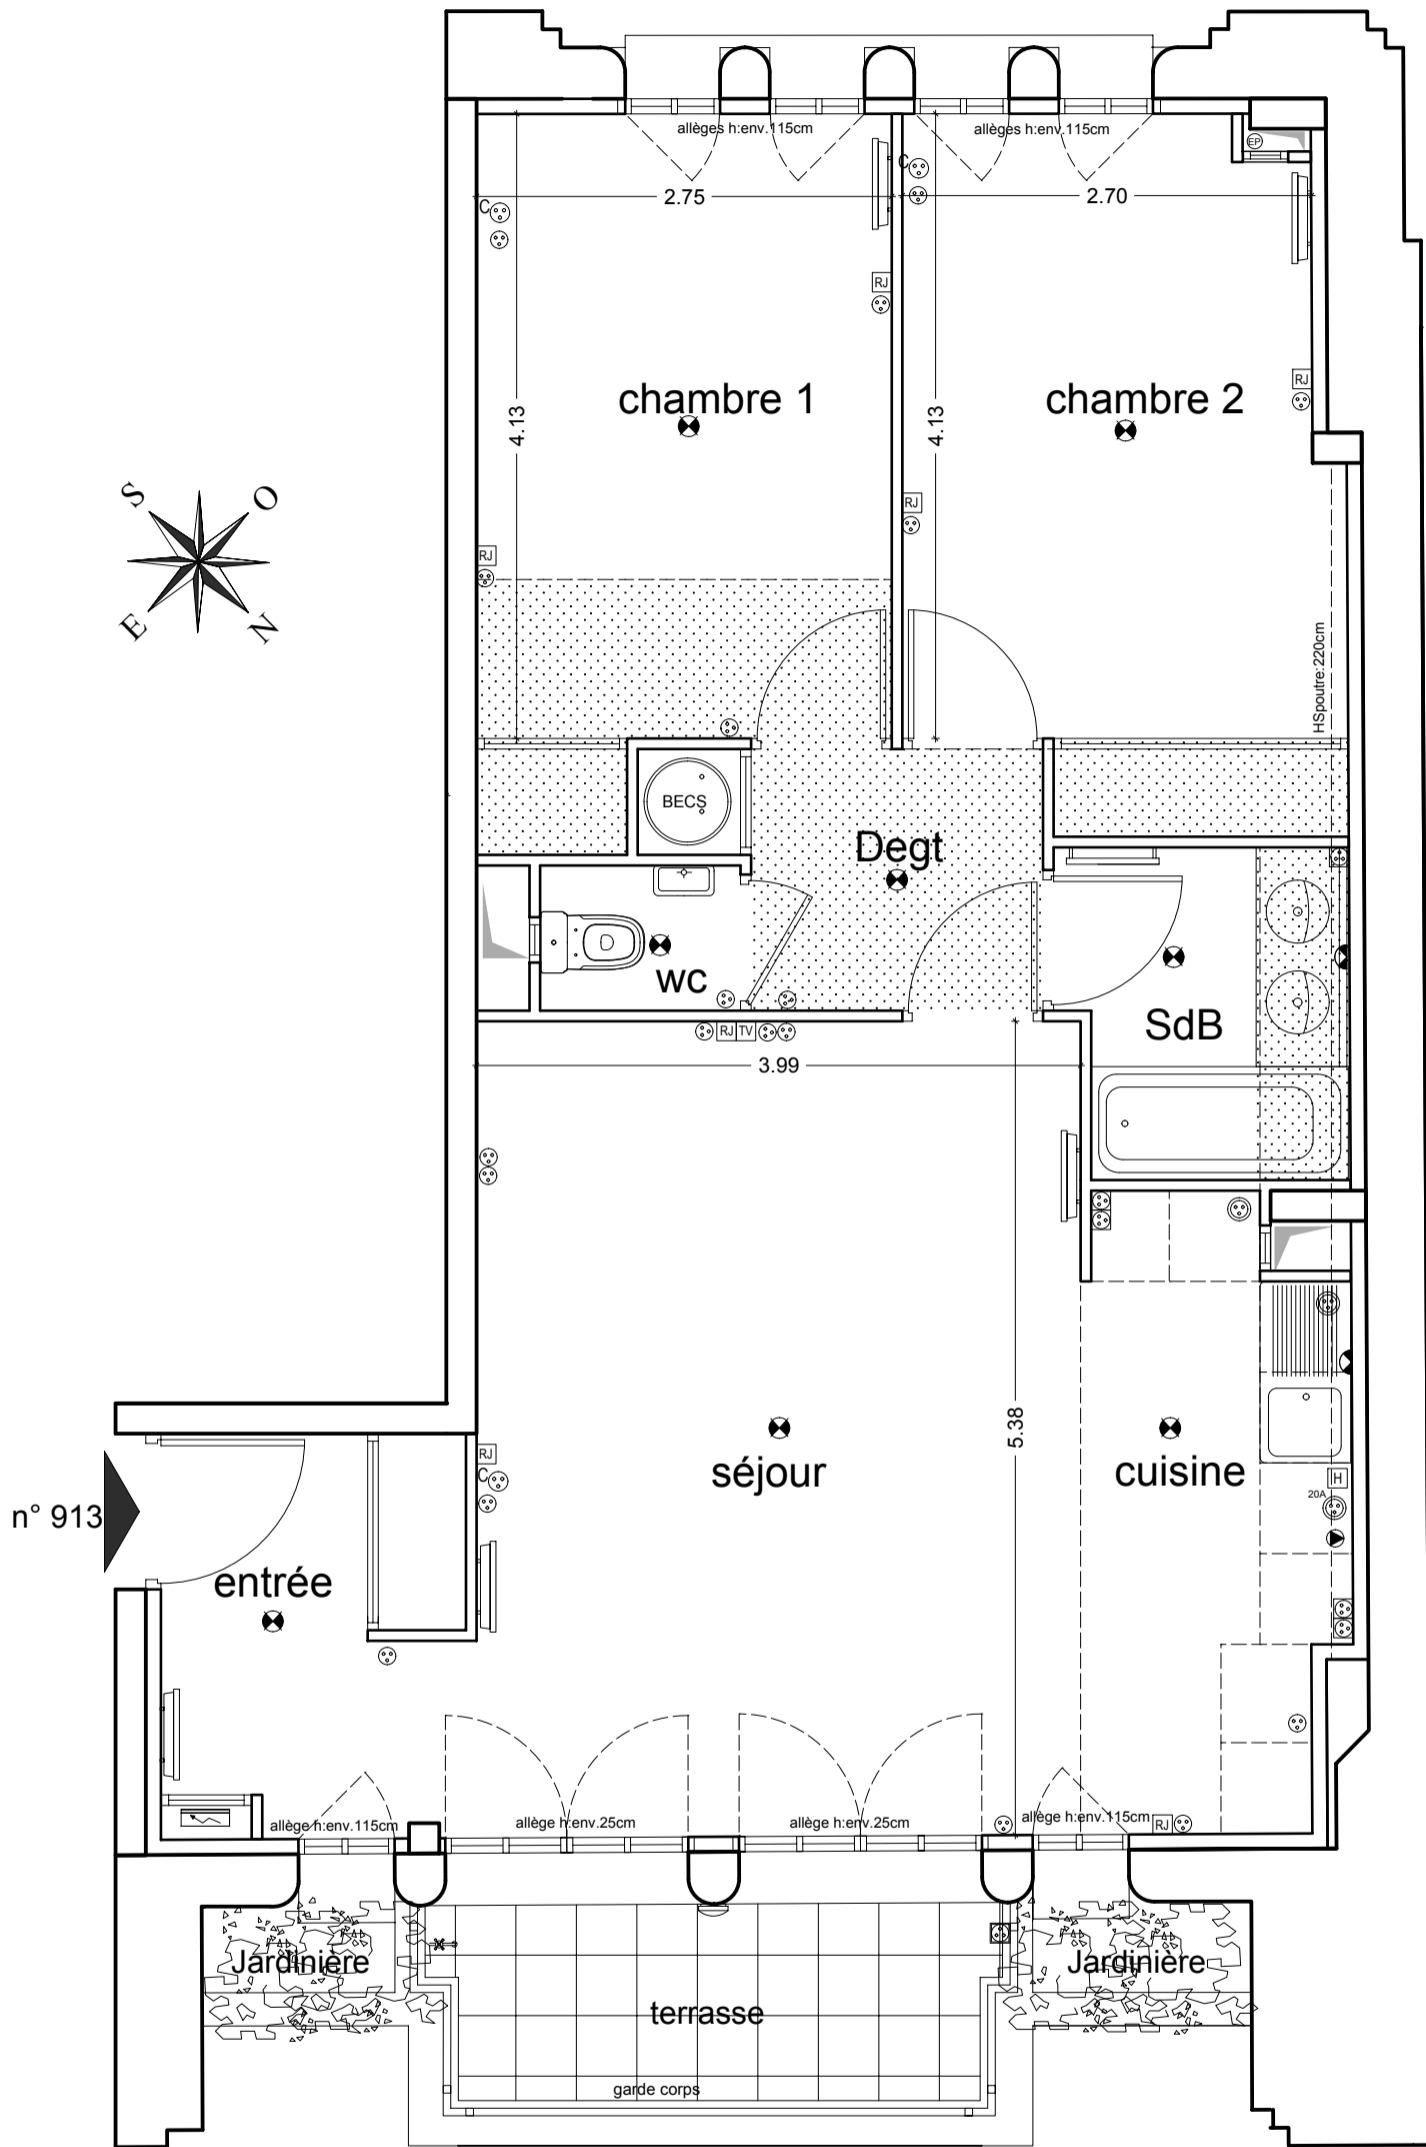 allèges h:env.115cm
allèges h:env.115cm
EP
C
C
2.75
2.70
RJ
RJ
chambre 1
chambre 2
4.13
4.13
S
O
E
N
RJ
RJ
HSpoutre:220cm
BECS
Degt
wc
SdB
RJ
TV
3.99
5.38
RJ
C
séjour
cuisine
H
20A
n° 913
entrée
allège h:env.115cm
allège h:env.25cm
allège h:env.25cm
allège h:env.115cm
RJ
Jardinière
Jardinière
terrasse
garde corps